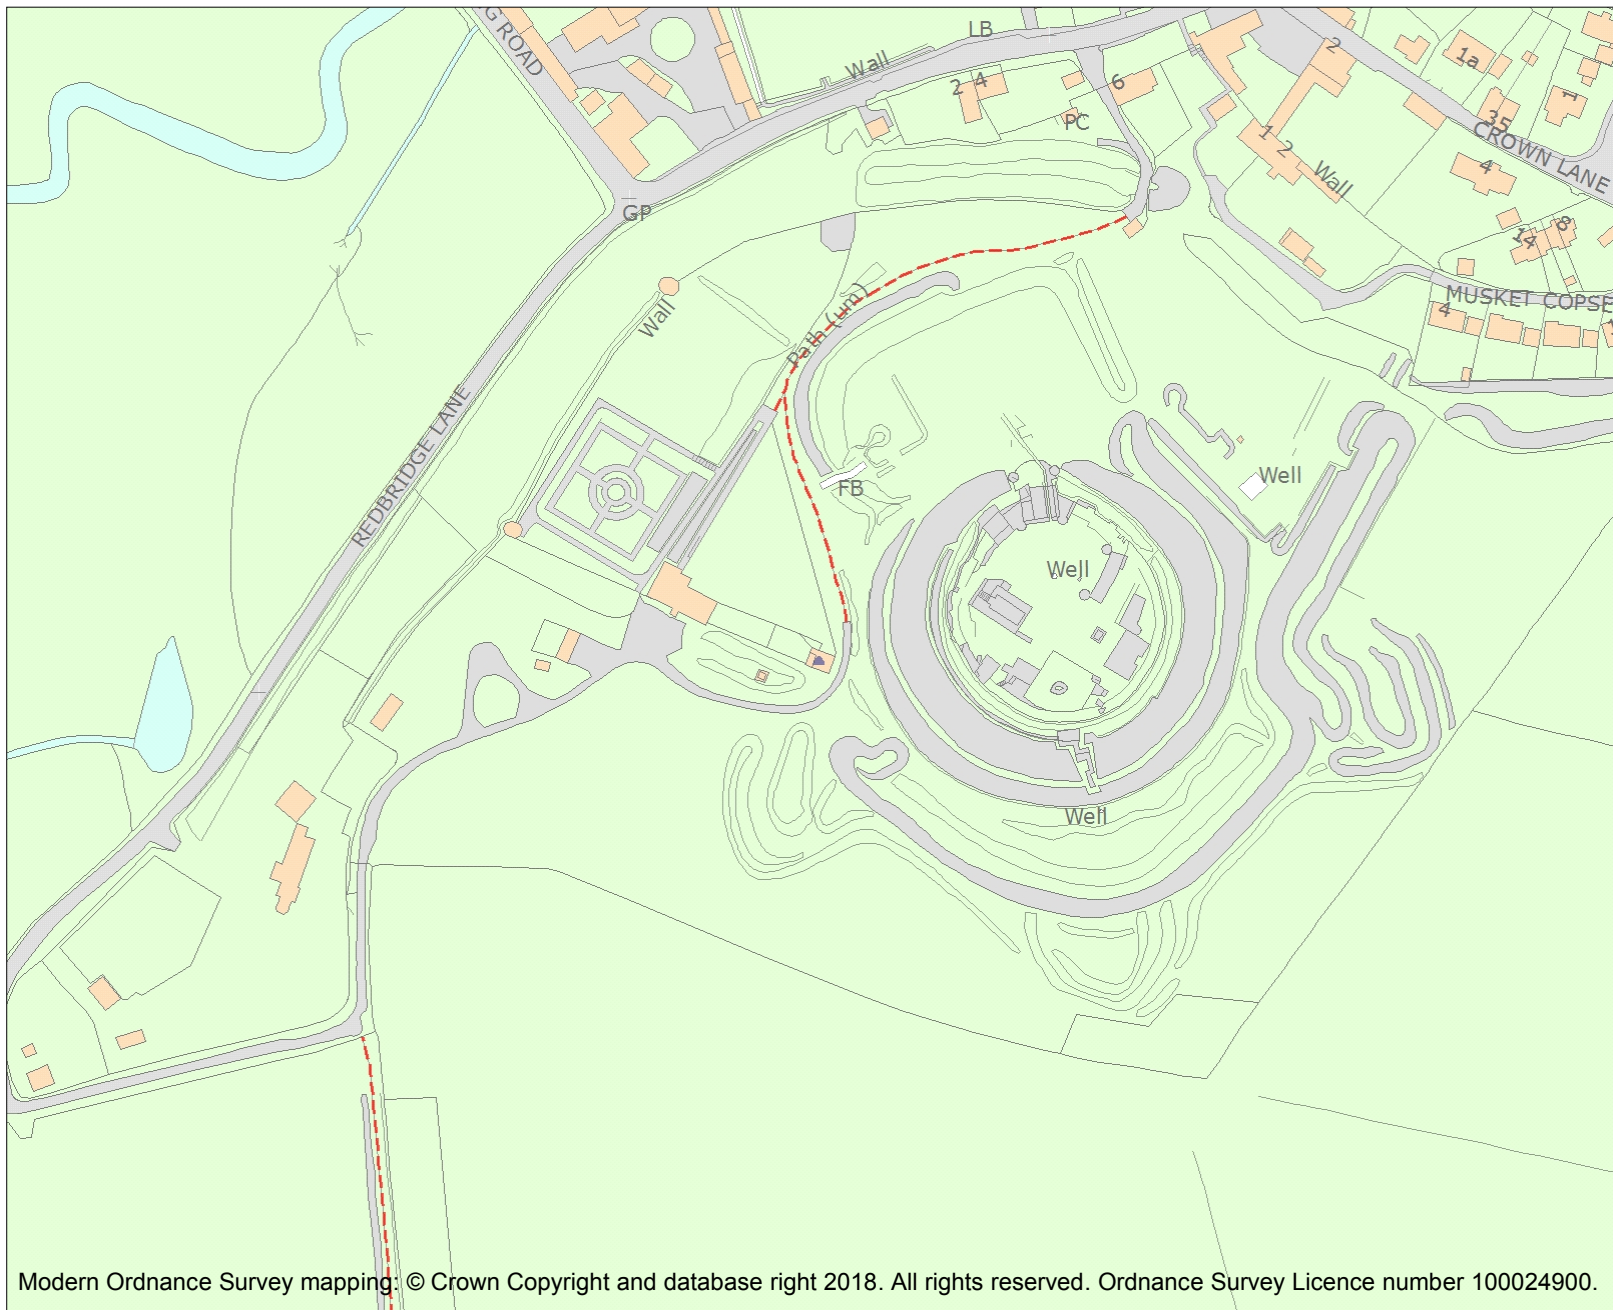 G ROAD
LB
Wall
2 4
6
PC
2
1a
1
35
CROWN LANE
1 2
Wall
4
GP
14
8
MUSKET COPSE
4
Wall
Path (um)
REDBRIDGE LANE
FB
Well
Well
Well
Modern Ordnance Survey mapping: © Crown Copyright and database right 2018. All rights reserved. Ordnance Survey Licence number 100024900.